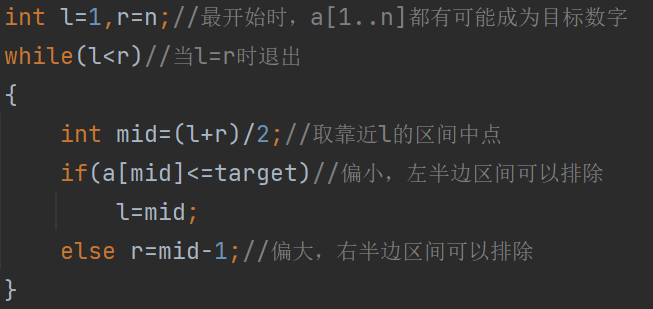 int l=1,r=n;//最开始时，a[1..n]都有可能成为目标数字
while(l<r)//当l=r时退出
{
    int mid=(l+r)/2;//取靠近l的区间中点
    if(a[mid]<=target)//偏小，左半边区间可以排除
        l=mid;
    else r=mid-1;//偏大，右半边区间可以排除
}